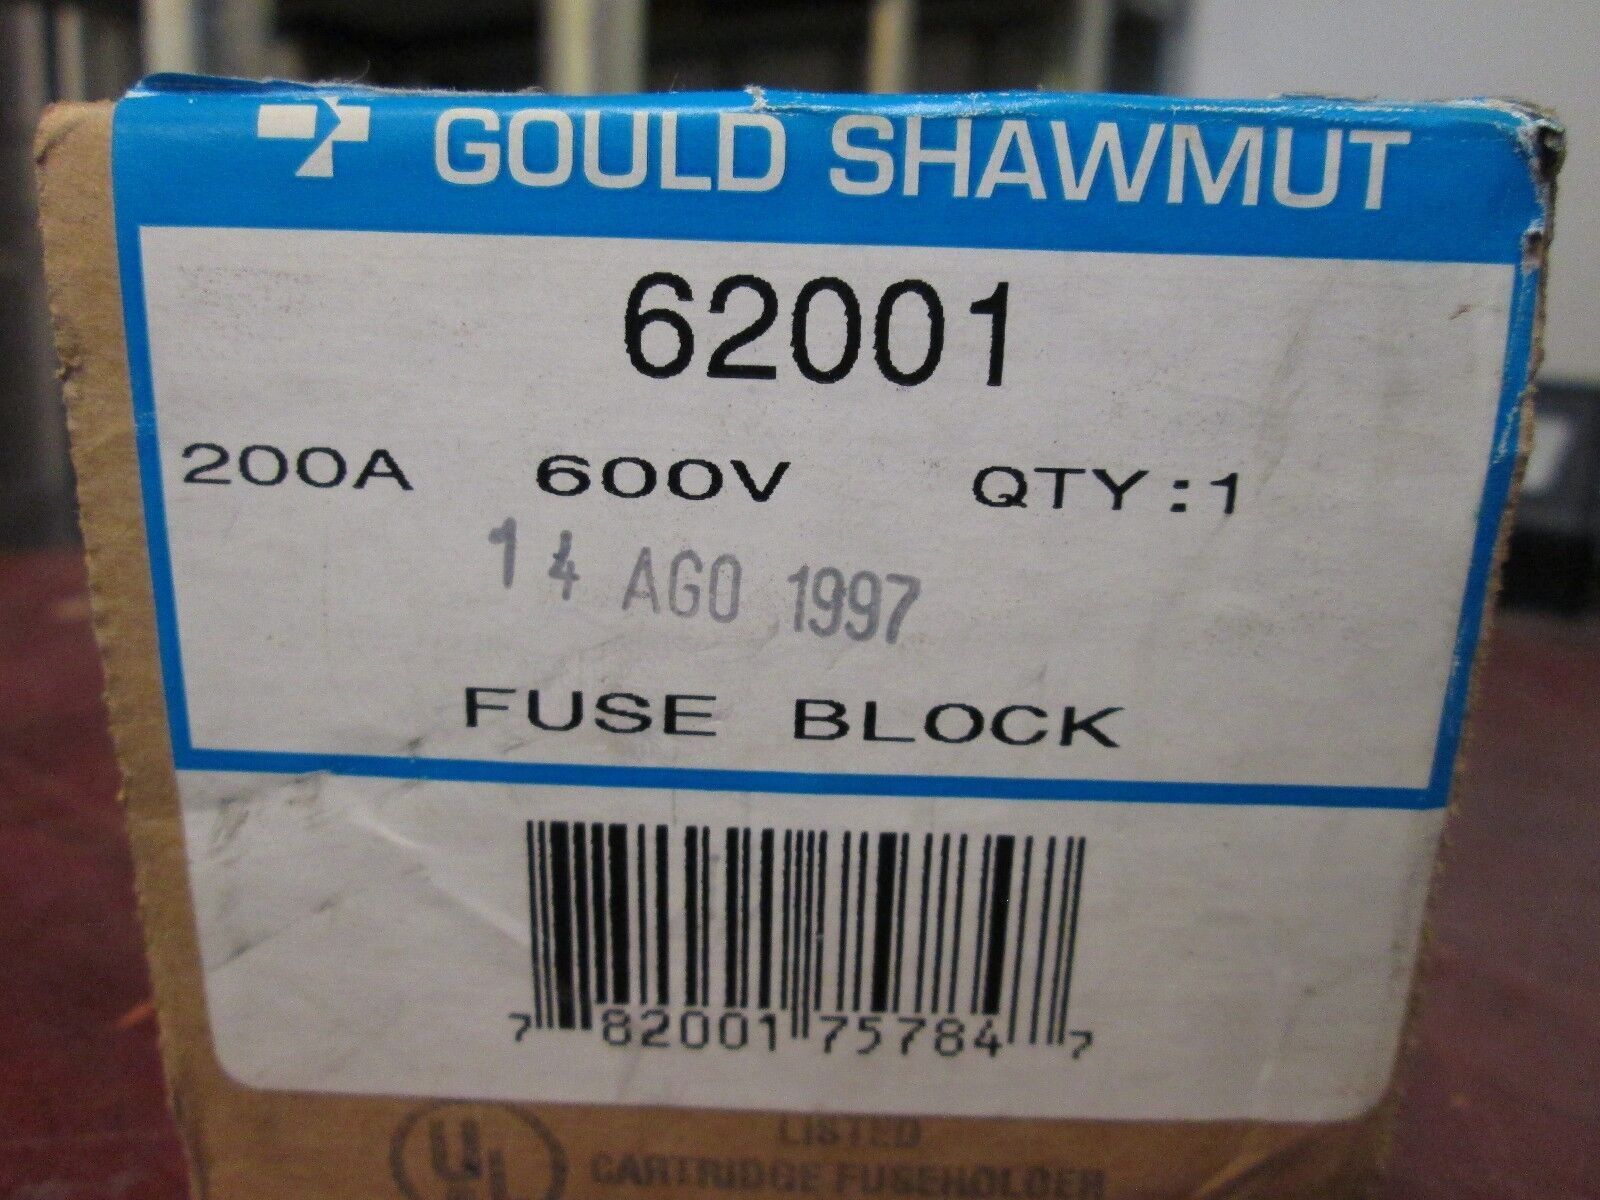 GOULD SHAWMUT
62001
200A 600V QTY:1
14 AGO 1997
FUSE BLOCK
7 82001 75784 7
UL
LISTED
CARTRIDGE FUSEHOLDER